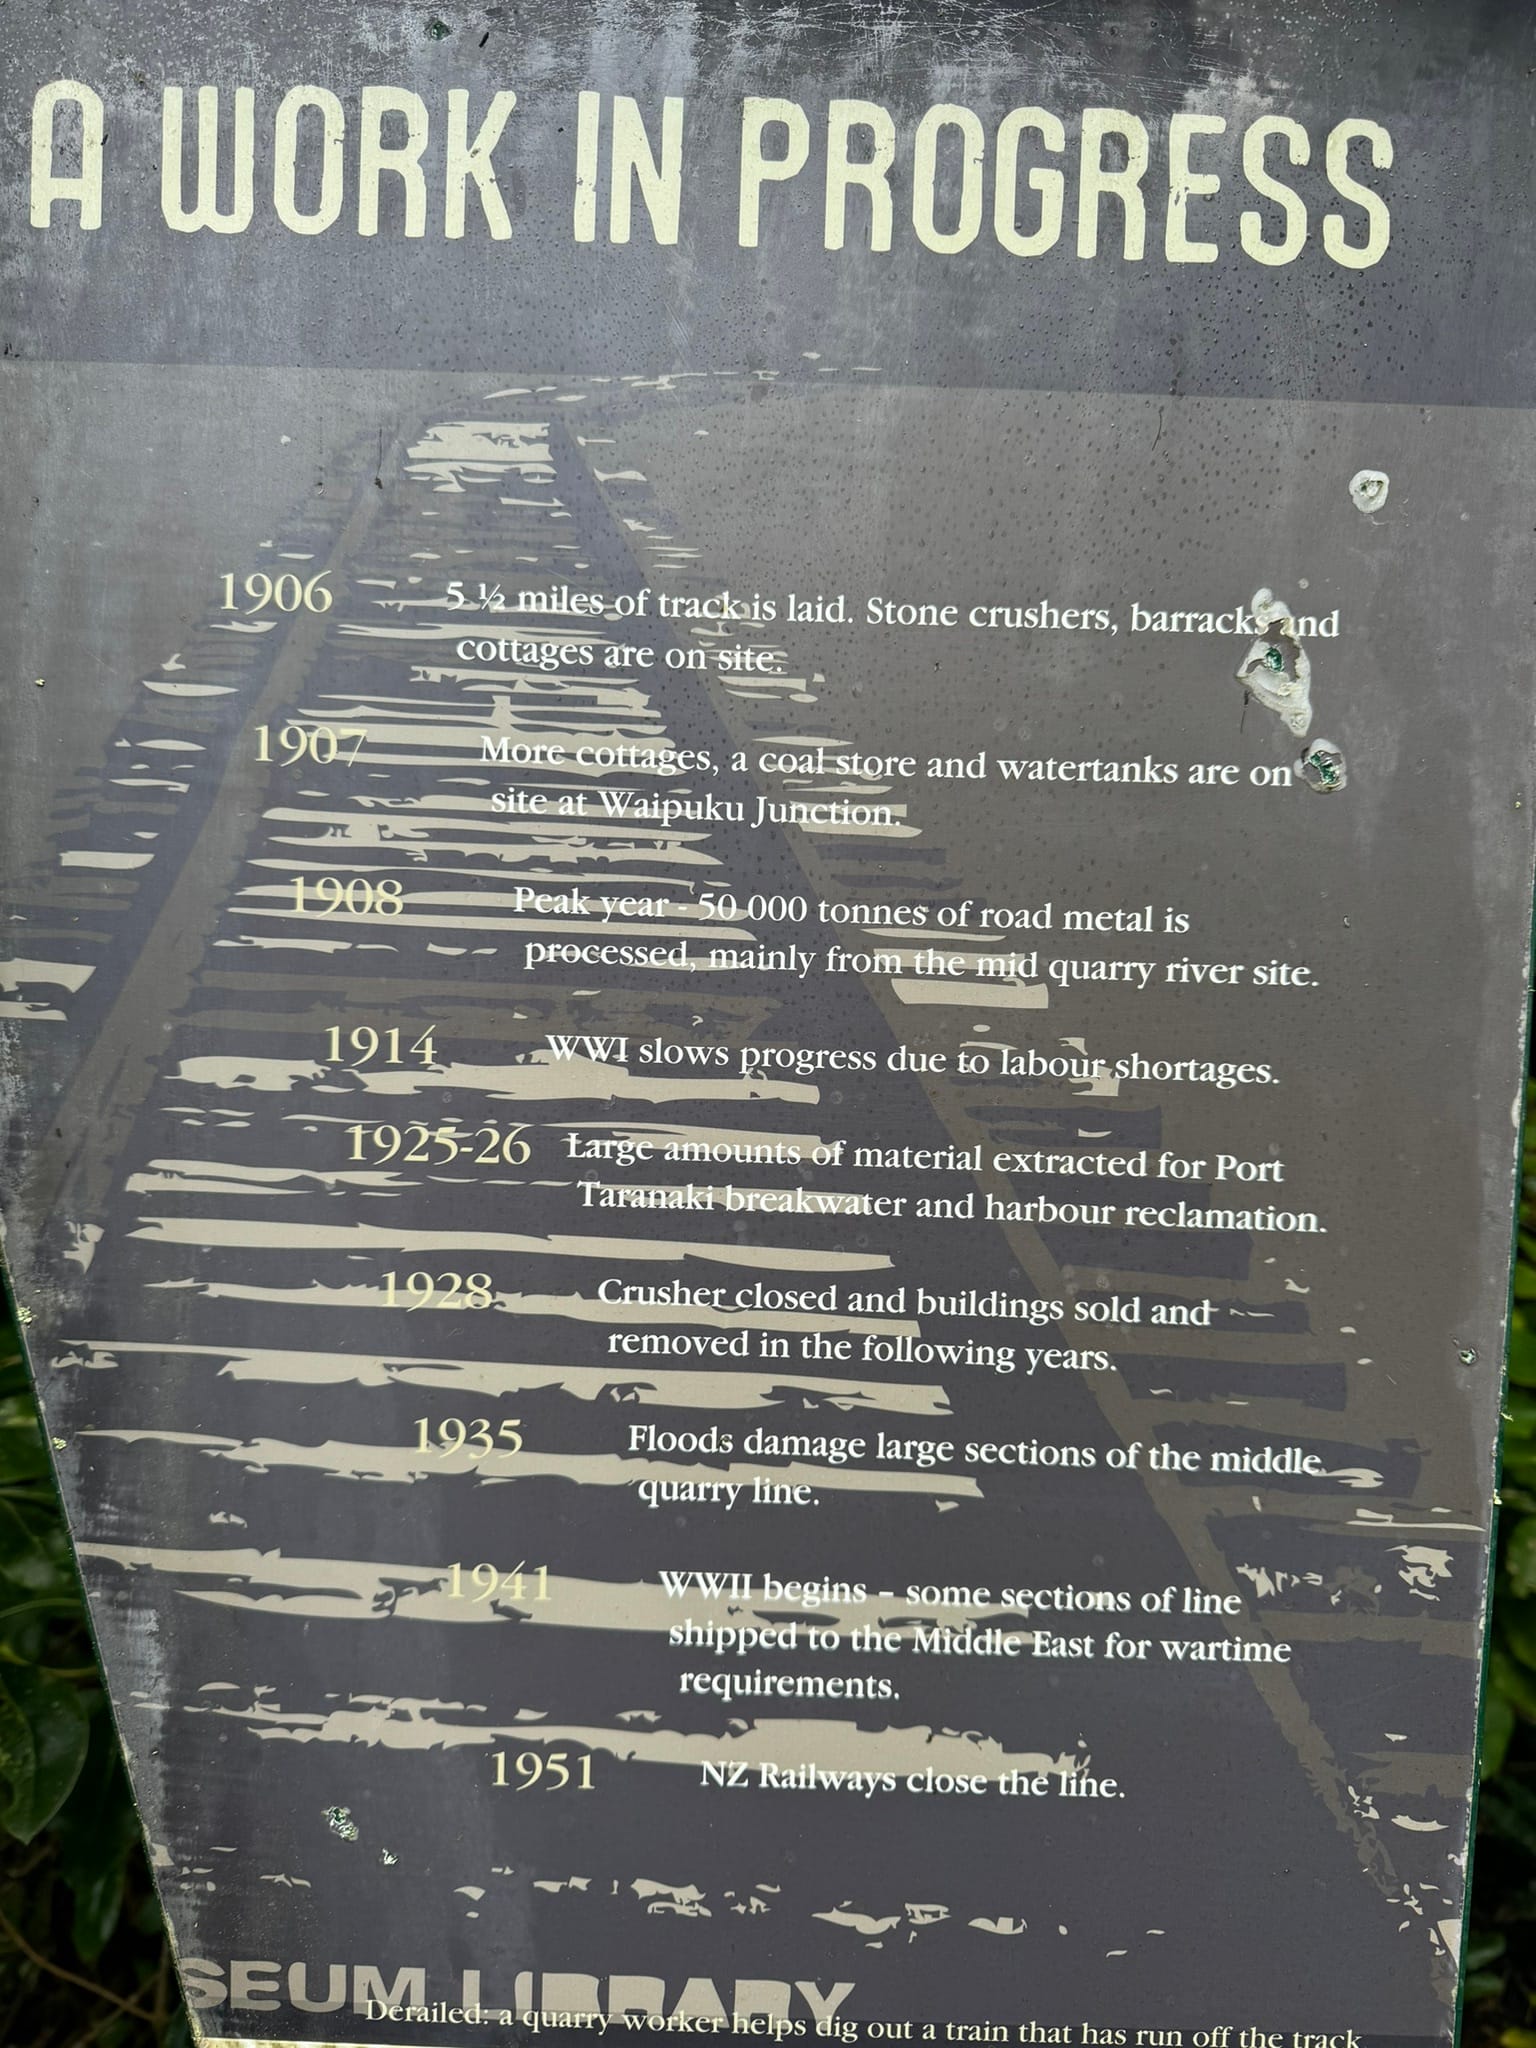 A WORK IN PROGRESS
1906 5 ½ miles of track is laid. Stone crushers, barracks and
cottages are on site.
1907 More cottages, a coal store and watertanks are on
site at Waipuku Junction.
1908 Peak year - 50 000 tonnes of road metal is
processed, mainly from the mid quarry river site.
1914 WWI slows progress due to labour shortages.
1925-26 Large amounts of material extracted for Port
Taranaki breakwater and harbour reclamation.
1928 Crusher closed and buildings sold and
removed in the following years.
1935 Floods damage large sections of the middle
quarry line.
1941 WWII begins – some sections of line
shipped to the Middle East for wartime
requirements.
1951 NZ Railways close the line.
SEUM LIBRARY
Derailed: a quarry worker helps dig out a train that has run off the track